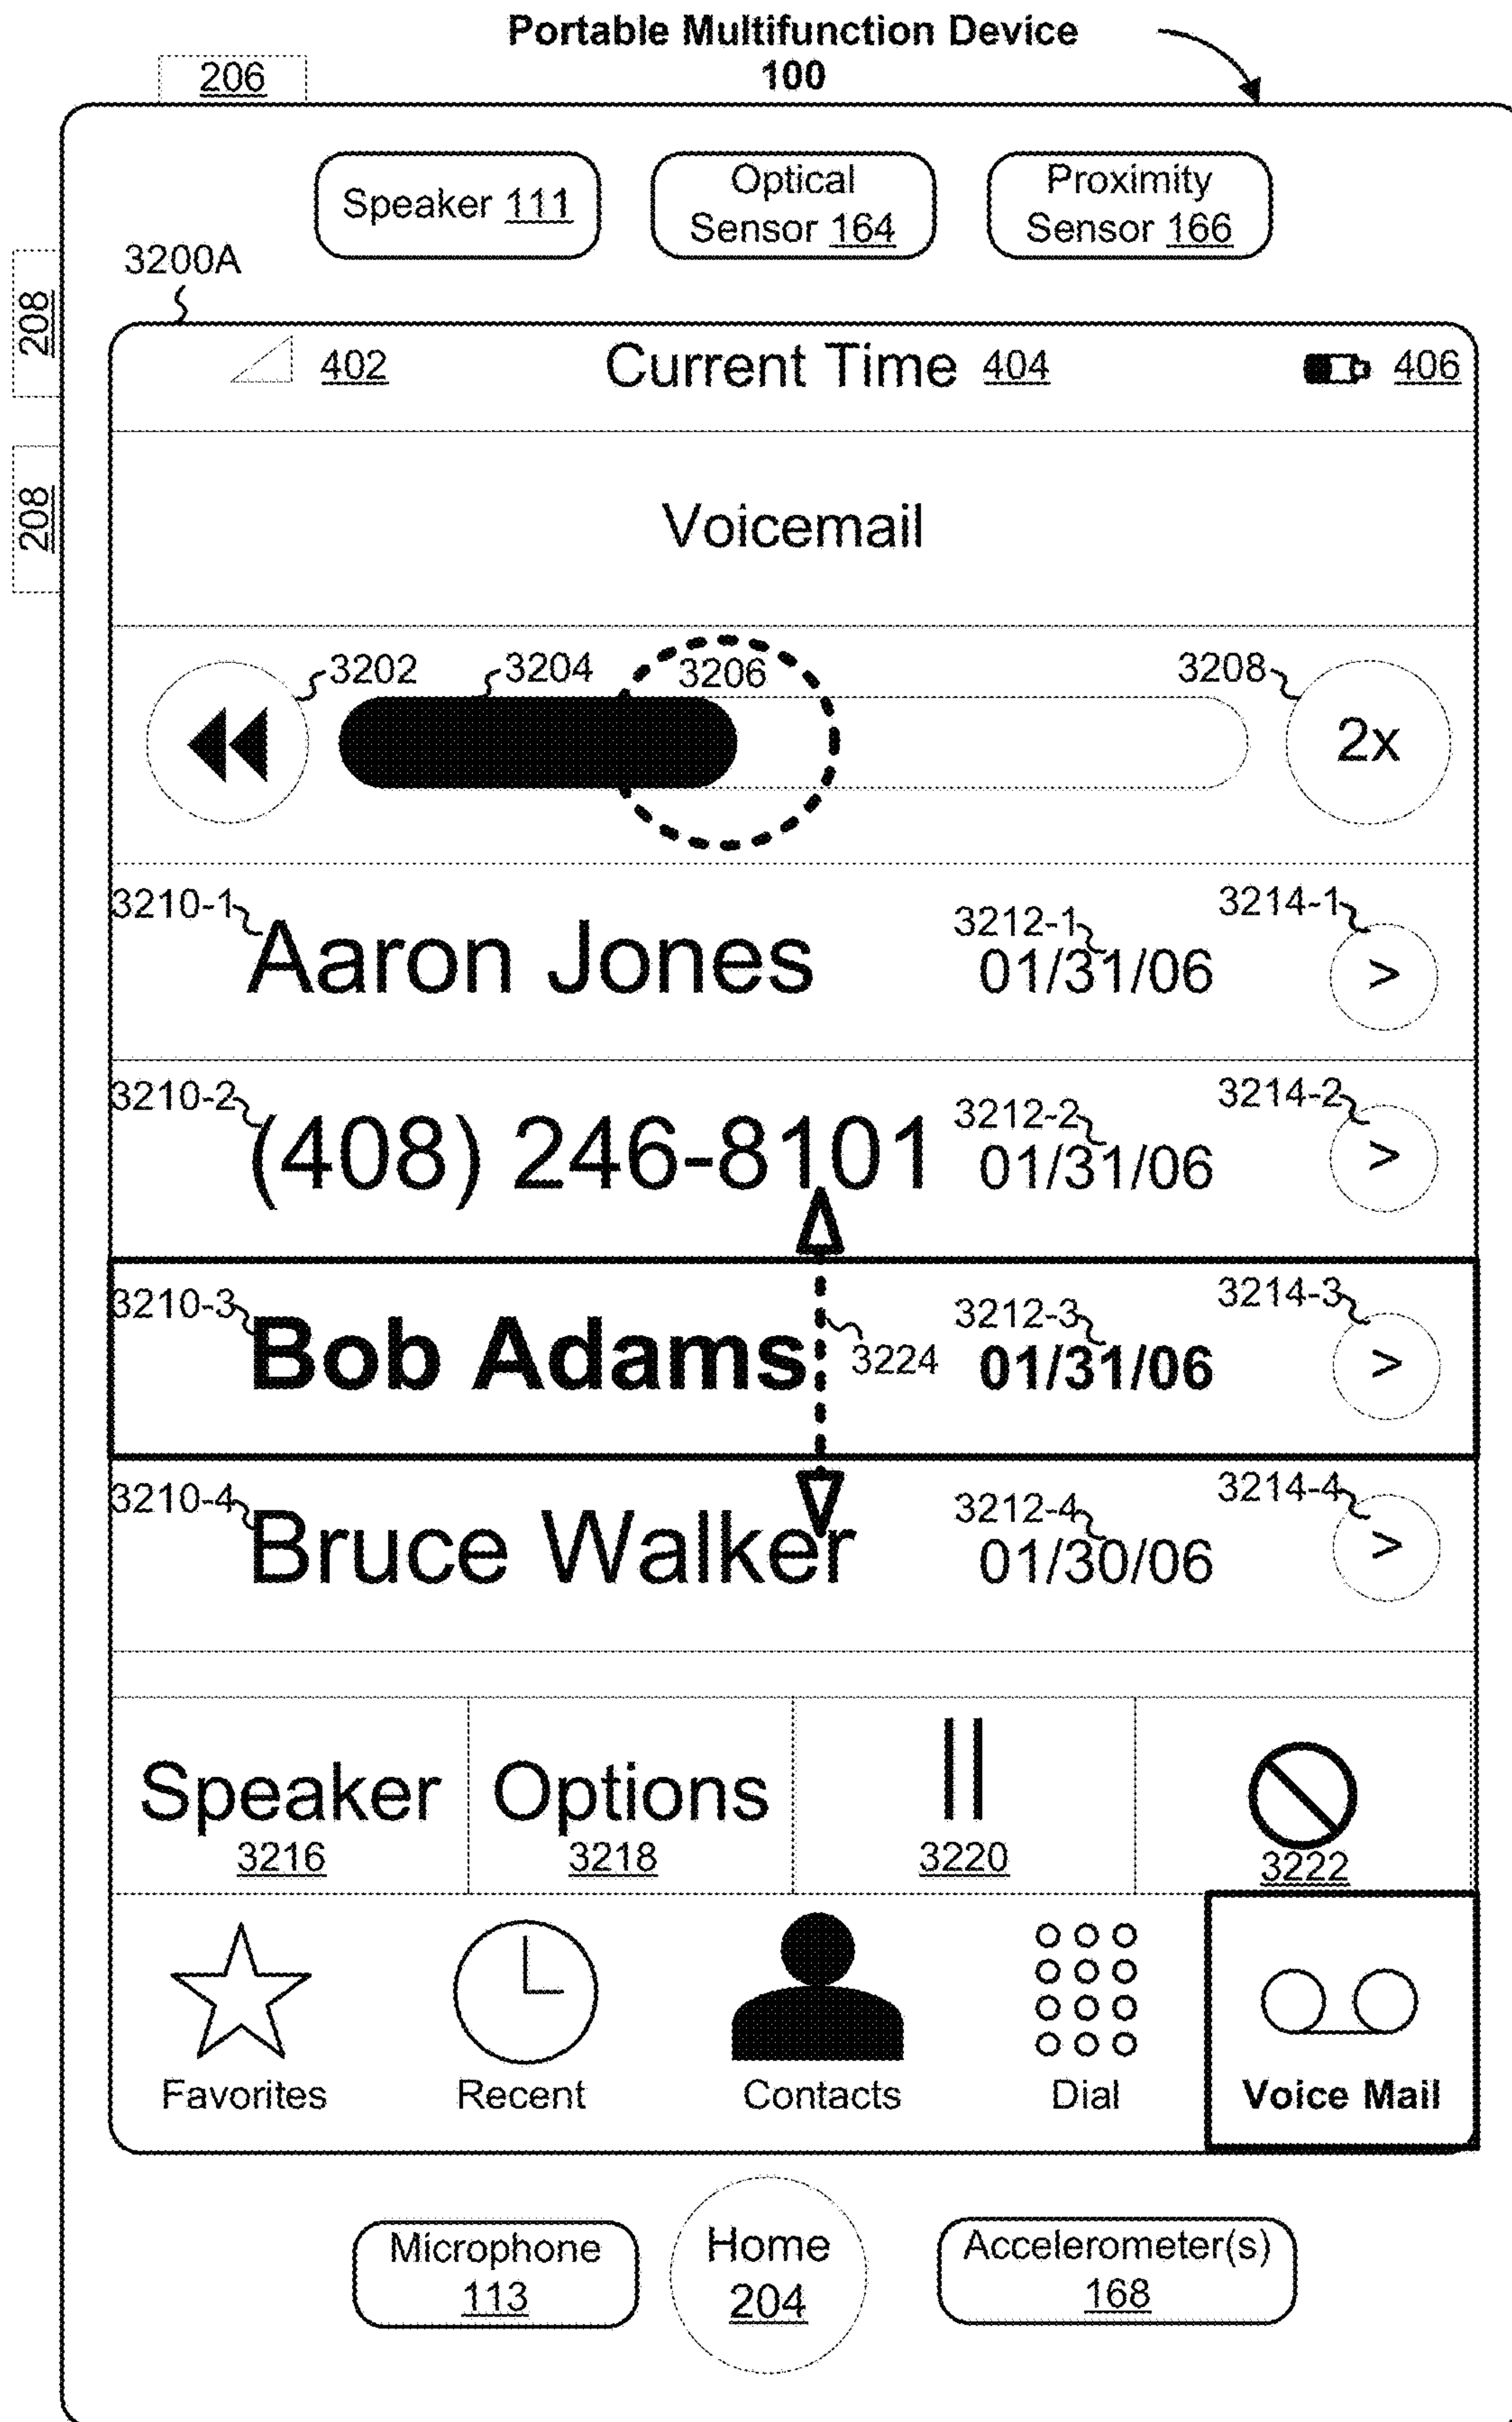 Portable Multifunction Device
100
206
Speaker 111
Optical
Sensor 164
Proximity
Sensor 166
3200A
208
402
Current Time 404
406
208
Voicemail
3202
3204
3206
3208
2x
3210-1
Aaron Jones
3212-1
01/31/06
3214-1
>
3210-2
(408) 246-8101
3212-2
01/31/06
3214-2
>
3210-3
Bob Adams
3224
3212-3
01/31/06
3214-3
>
3210-4
Bruce Walker
3212-4
01/30/06
3214-4
>
Speaker
3216
Options
3218
3220
3222
Favorites
Recent
Contacts
Dial
Voice Mail
Microphone
113
Home
204
Accelerometer(s)
168